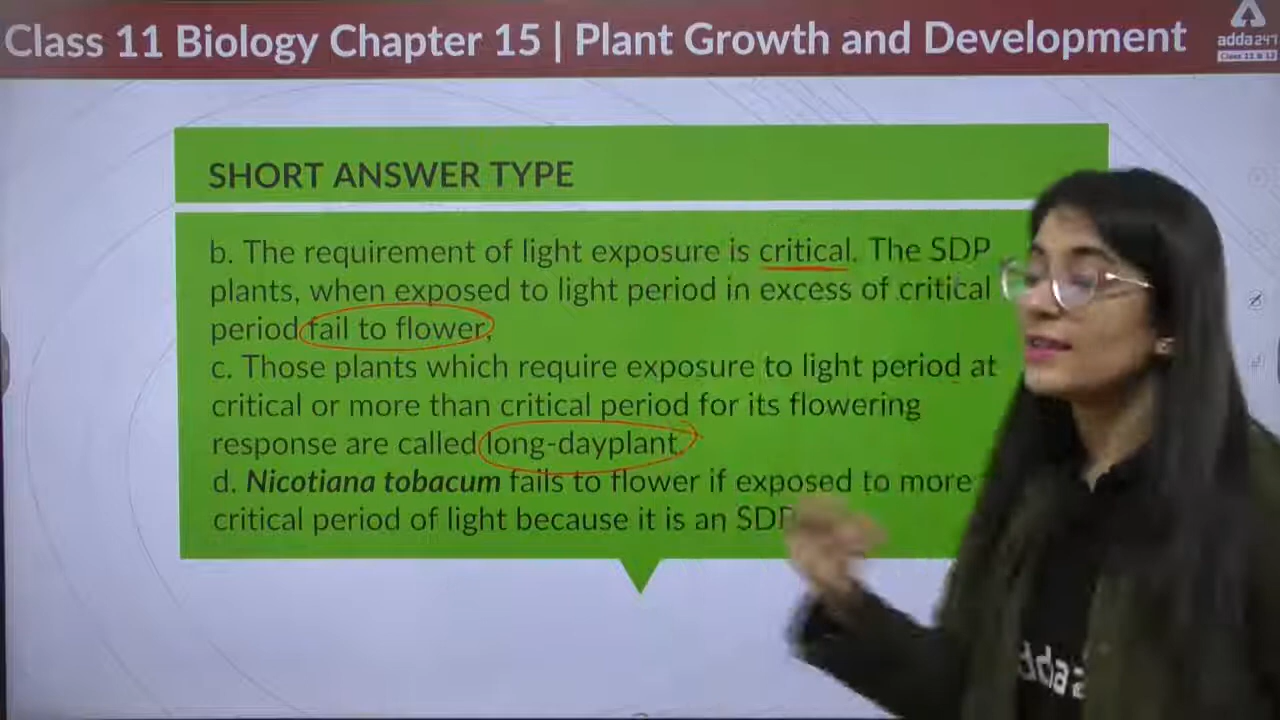 Class 11 Biology Chapter 15 | Plant Growth and Development
adda247
Class 11 & 12
SHORT ANSWER TYPE
b. The requirement of light exposure is critical. The SDP
plants, when exposed to light period in excess of critical
period fail to flower.
c. Those plants which require exposure to light period at
critical or more than critical period for its flowering
response are called long-dayplant.
d. Nicotiana tobacum fails to flower if exposed to more
critical period of light because it is an SDP